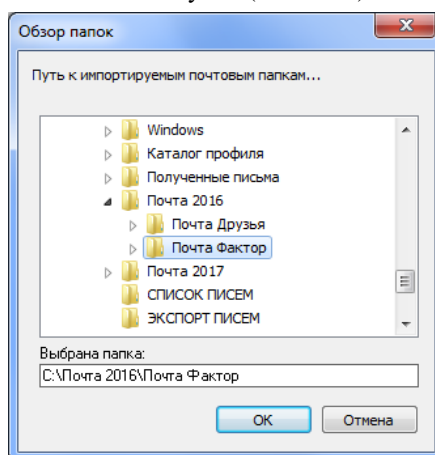 Обзор папок
Путь к импортируемым почтовым папкам...
Windows
Каталог профиля
Полученные письма
Почта 2016
Почта Друзья
Почта Фактор
Почта 2017
СПИСОК ПИСЕМ
ЭКСПОРТ ПИСЕМ
Выбрана папка:
C:\Почта 2016\Почта Фактор
ОК
Отмена